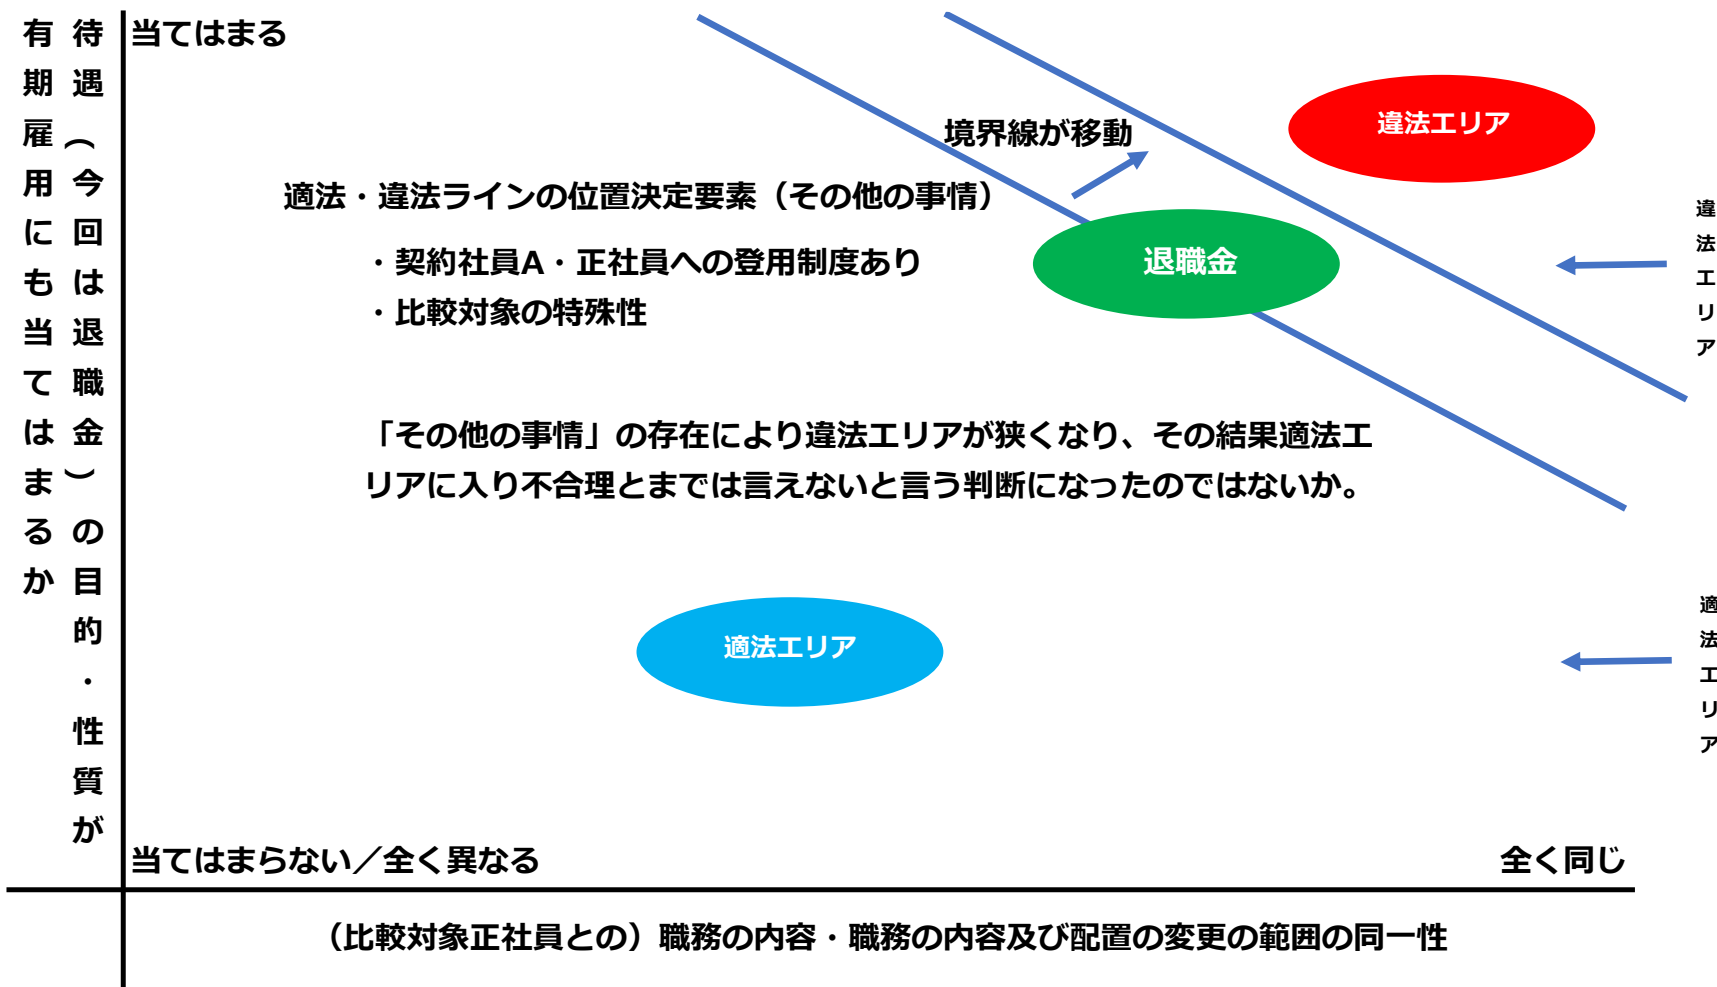 待遇（今回は退職金）の目的・性質が
有期雇用にも当てはまるか
当てはまる
境界線が移動
違法エリア
適法・違法ラインの位置決定要素（その他の事情）
・契約社員A・正社員への登用制度あり
・比較対象の特殊性
退職金
違法エリア
「その他の事情」の存在により違法エリアが狭くなり、その結果適法エ
リアに入り不合理とまでは言えないと言う判断になったのではないか。
適法エリア
適法エリア
当てはまらない／全く異なる
全く同じ
（比較対象正社員との）職務の内容・職務の内容及び配置の変更の範囲の同一性